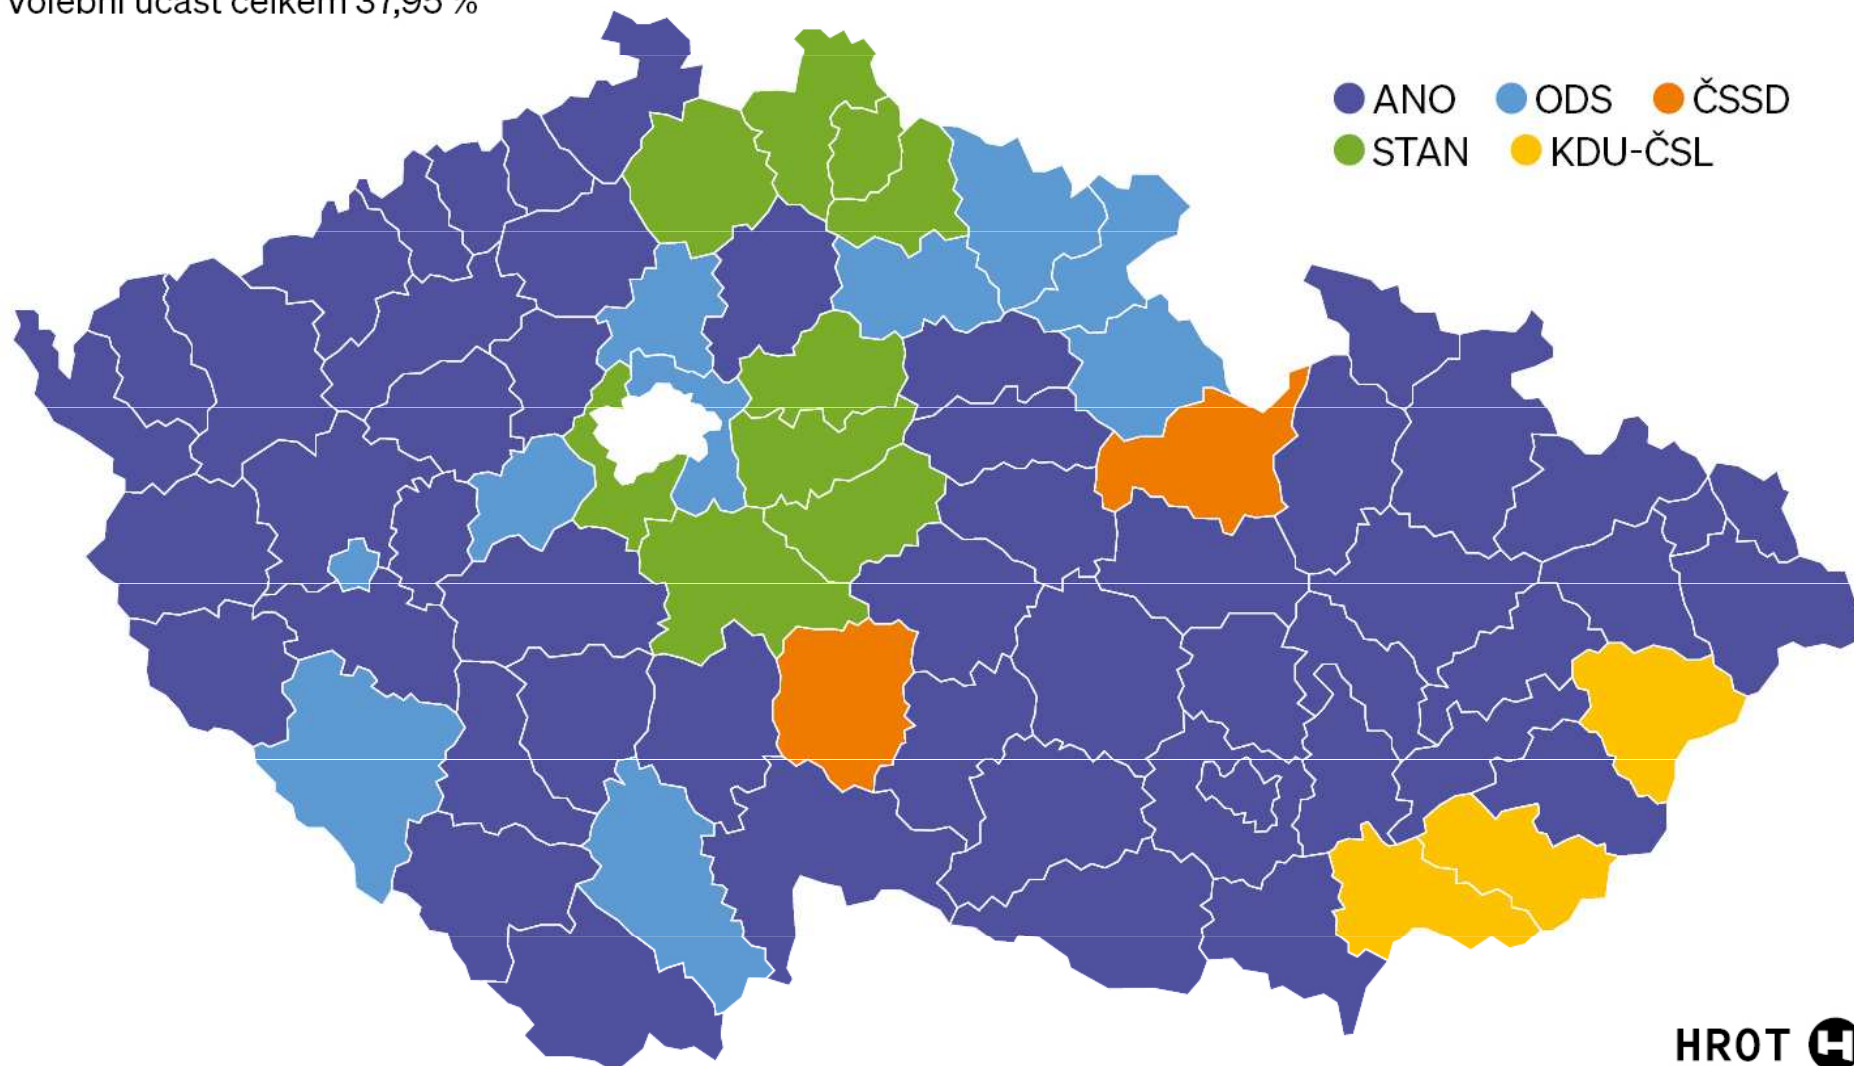 Volební účast celkem 37,95 %
ANO ODS ČSSD
STAN KDU-ČSL
HROT H